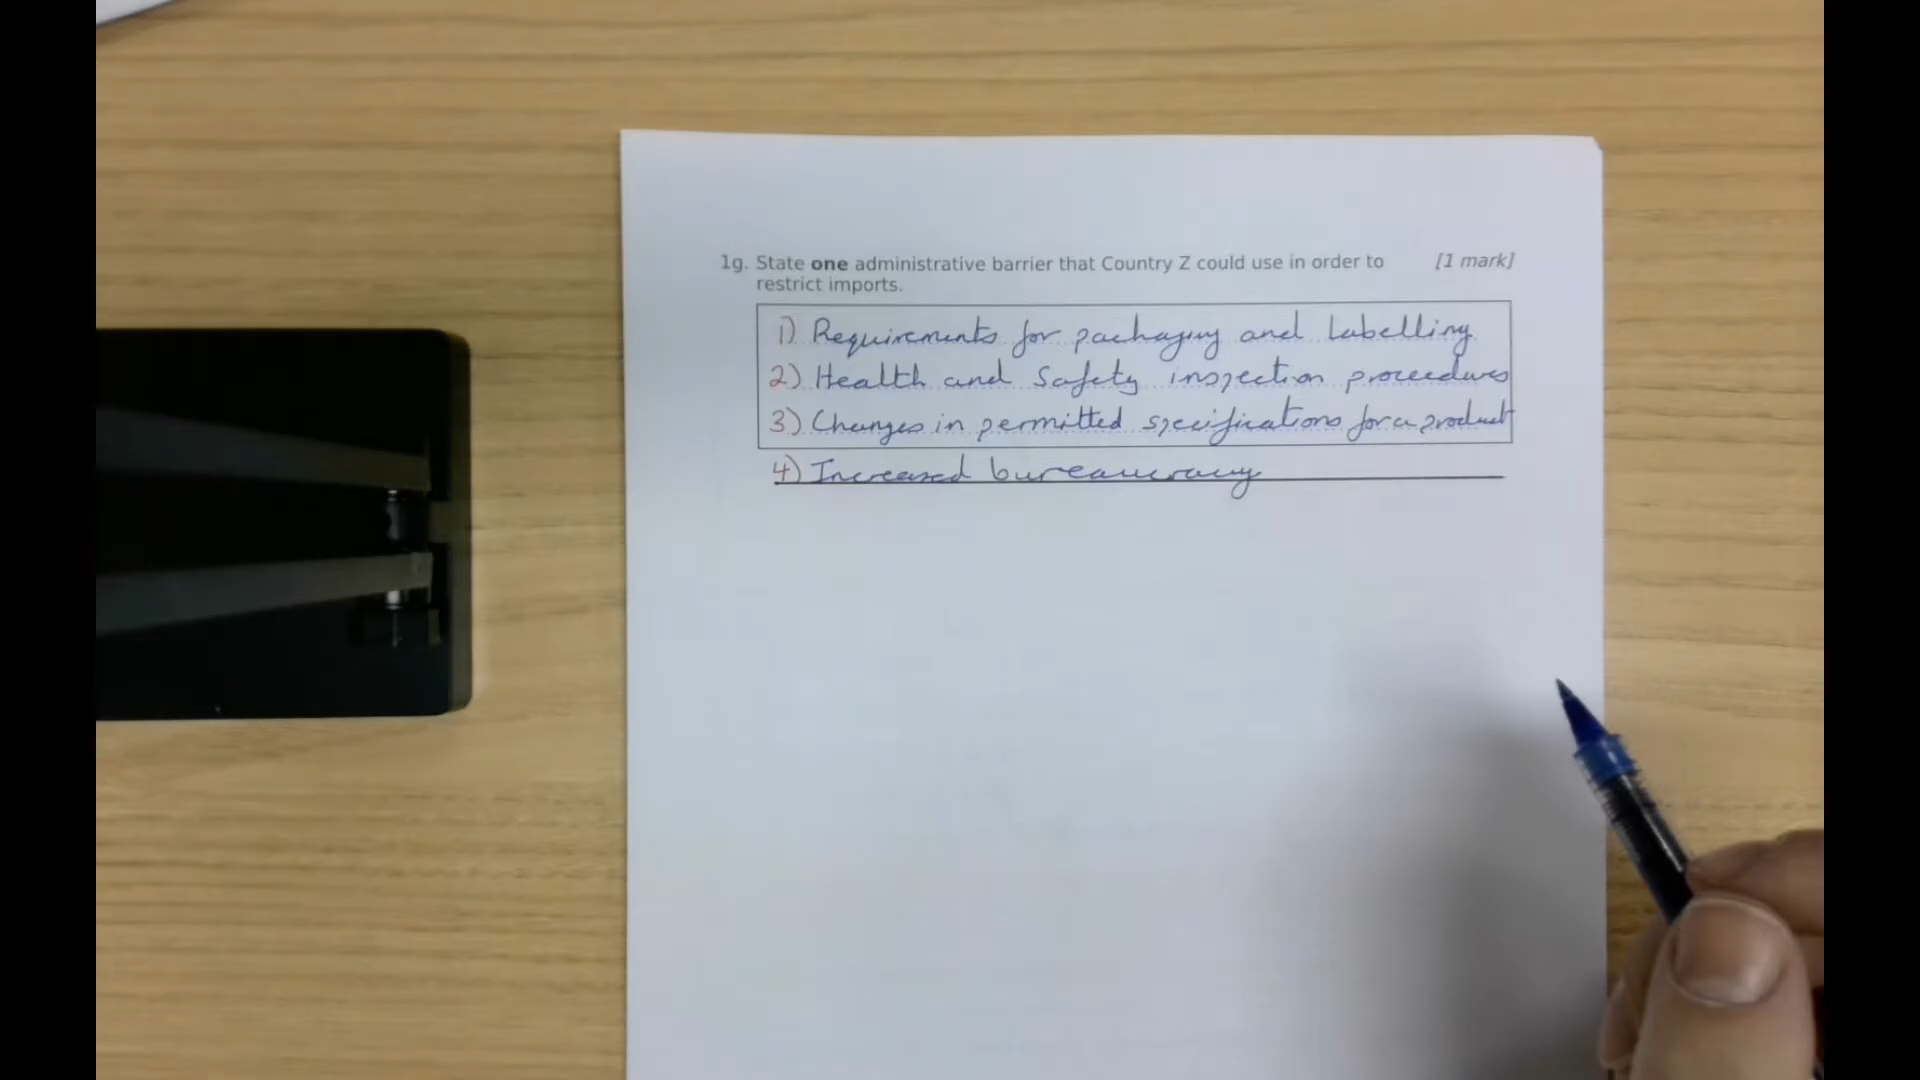 1g. State one administrative barrier that Country Z could use in order to [1 mark]
restrict imports.
1) Requirements for packaging and labelling
2) Health and Safety inspection procedures
3) Changes in permitted specifications for a product
4) Increased bureaucracy